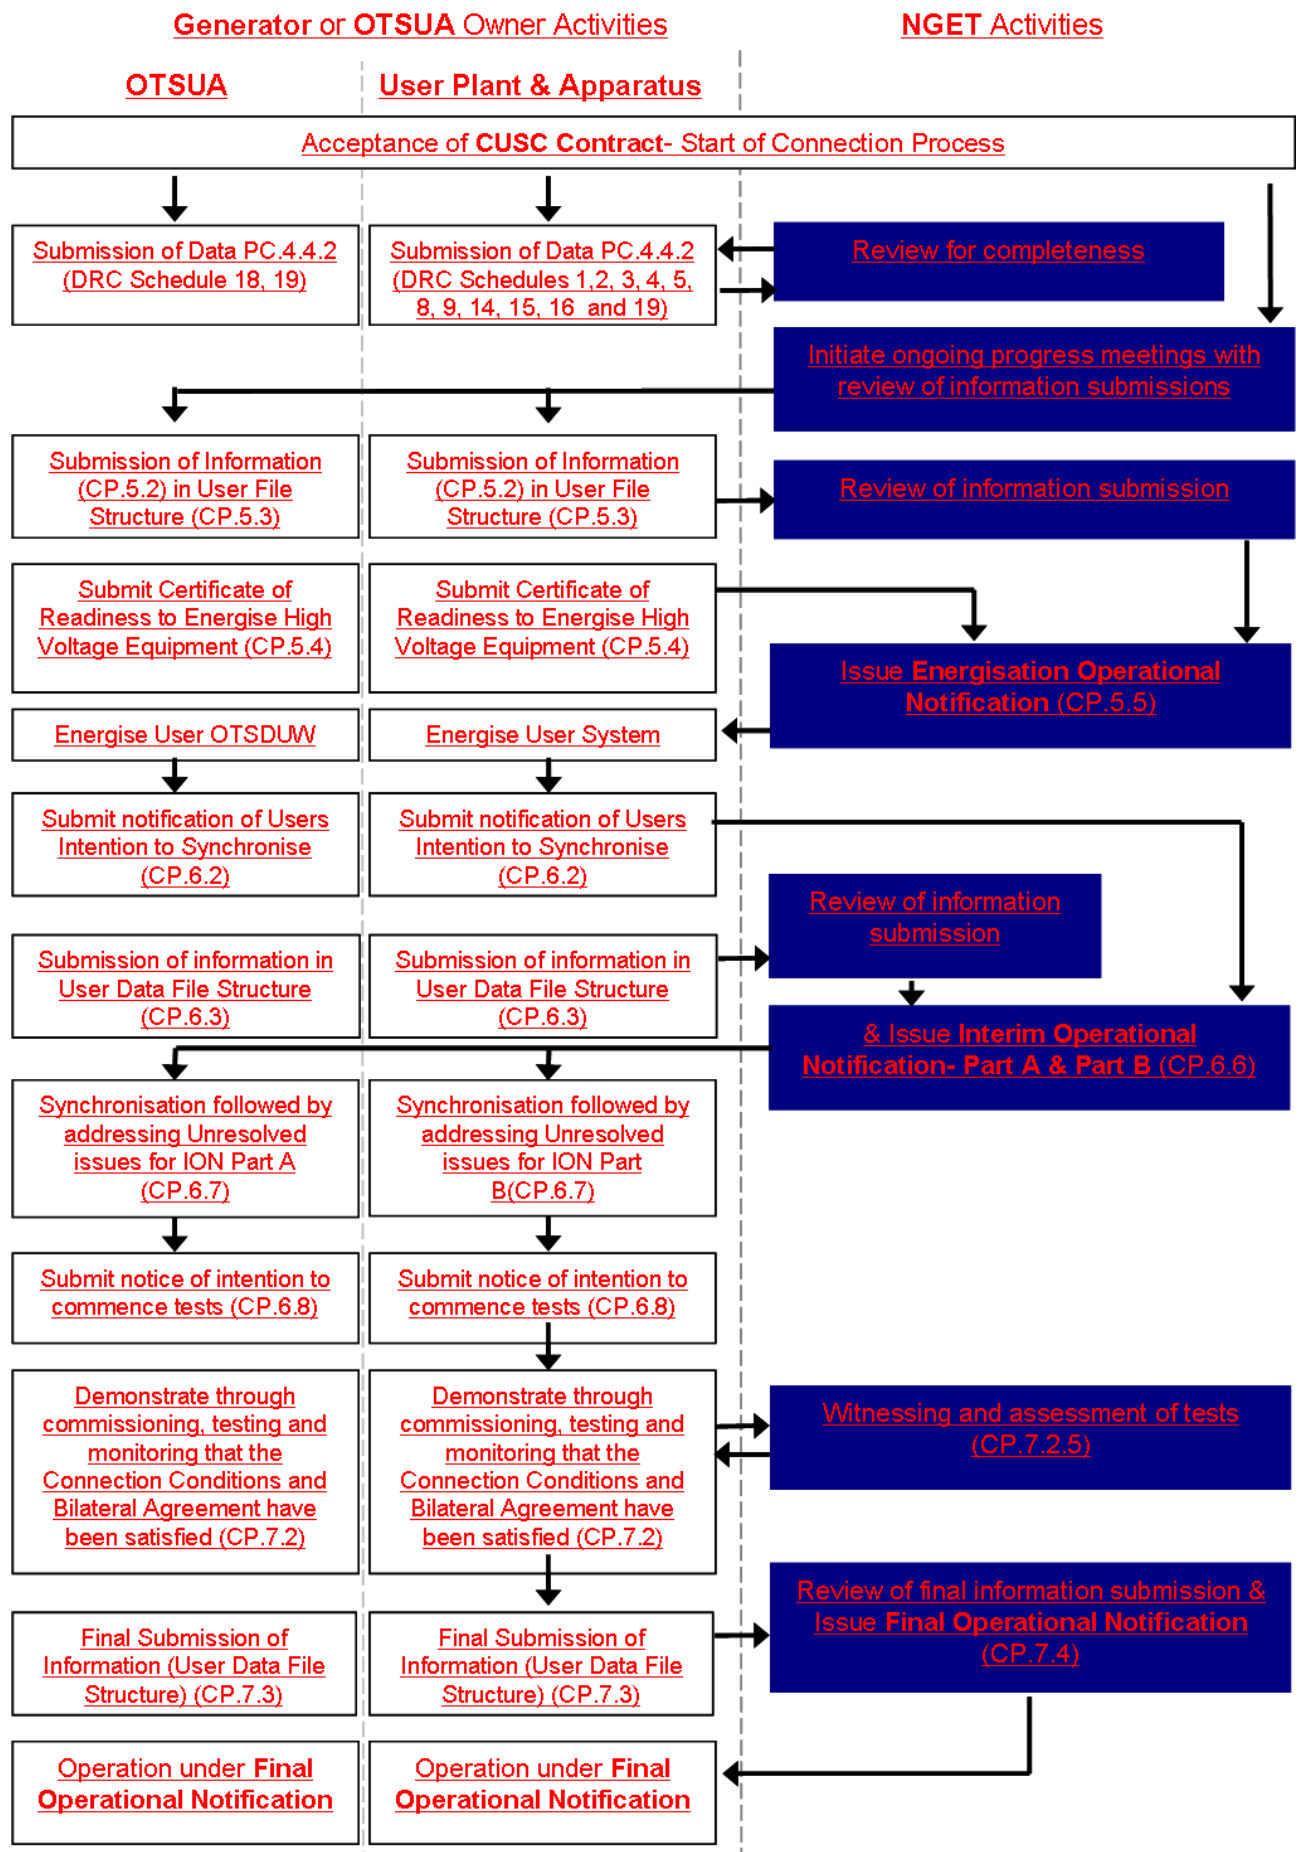 Generator or OTSUA Owner Activities
NGET Activities
OTSUA
User Plant & Apparatus
Acceptance of CUSC Contract- Start of Connection Process
Submission of Data PC.4.4.2
(DRC Schedule 18, 19)
Submission of Data PC.4.4.2
(DRC Schedules 1,2, 3, 4, 5,
8, 9, 14, 15, 16 and 19)
Review for completeness
Initiate ongoing progress meetings with
review of information submissions
Submission of Information
(CP.5.2) in User File
Structure (CP.5.3)
Submission of Information
(CP.5.2) in User File
Structure (CP.5.3)
Review of information submission
Submit Certificate of
Readiness to Energise High
Voltage Equipment (CP.5.4)
Submit Certificate of
Readiness to Energise High
Voltage Equipment (CP.5.4)
Issue Energisation Operational
Notification (CP.5.5)
Energise User OTSDUW
Energise User System
Submit notification of Users
Intention to Synchronise
(CP.6.2)
Submit notification of Users
Intention to Synchronise
(CP.6.2)
Review of information
submission
Submission of information in
User Data File Structure
(CP.6.3)
Submission of information in
User Data File Structure
(CP.6.3)
& Issue Interim Operational
Notification- Part A & Part B (CP.6.6)
Synchronisation followed by
addressing Unresolved
issues for ION Part A
(CP.6.7)
Synchronisation followed by
addressing Unresolved
issues for ION Part
B(CP.6.7)
Submit notice of intention to
commence tests (CP.6.8)
Submit notice of intention to
commence tests (CP.6.8)
Demonstrate through
commissioning, testing and
monitoring that the
Connection Conditions and
Bilateral Agreement have
been satisfied (CP.7.2)
Demonstrate through
commissioning, testing and
monitoring that the
Connection Conditions and
Bilateral Agreement have
been satisfied (CP.7.2)
Witnessing and assessment of tests
(CP.7.2.5)
Review of final information submission &
Issue Final Operational Notification
(CP.7.4)
Final Submission of
Information (User Data File
Structure) (CP.7.3)
Final Submission of
Information (User Data File
Structure) (CP.7.3)
Operation under Final
Operational Notification
Operation under Final
Operational Notification